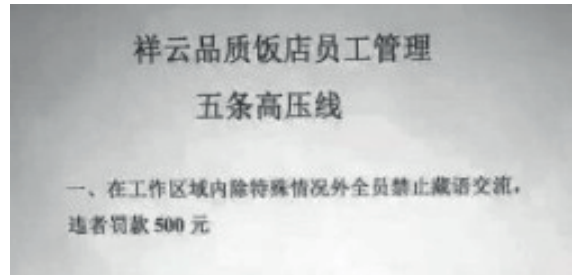 祥云品质饭店员工管理
五条高压线
一、在工作区域内除特殊情况外全员禁止藏语交流，
违者罚款 500 元